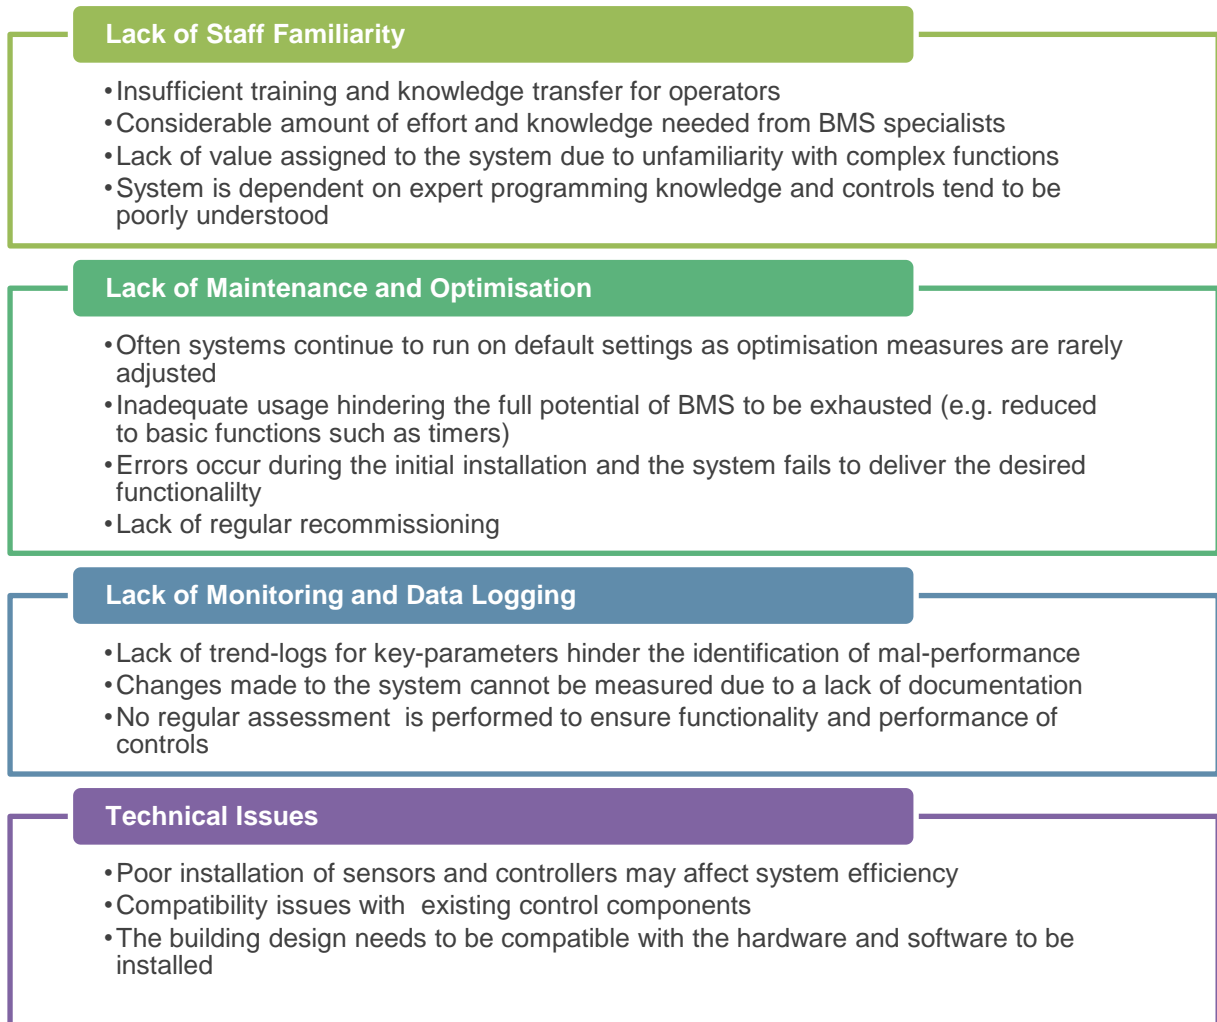 Lack of Staff Familiarity
•Insufficient training and knowledge transfer for operators
•Considerable amount of effort and knowledge needed from BMS specialists
•Lack of value assigned to the system due to unfamiliarity with complex functions
•System is dependent on expert programming knowledge and controls tend to be
poorly understood
Lack of Maintenance and Optimisation
•Often systems continue to run on default settings as optimisation measures are rarely
adjusted
•Inadequate usage hindering the full potential of BMS to be exhausted (e.g. reduced
to basic functions such as timers)
•Errors occur during the initial installation and the system fails to deliver the desired
functionalilty
•Lack of regular recommissioning
Lack of Monitoring and Data Logging
•Lack of trend-logs for key-parameters hinder the identification of mal-performance
•Changes made to the system cannot be measured due to a lack of documentation
•No regular assessment  is performed to ensure functionality and performance of
controls
Technical Issues
•Poor installation of sensors and controllers may affect system efficiency
•Compatibility issues with  existing control components
•The building design needs to be compatible with the hardware and software to be
installed